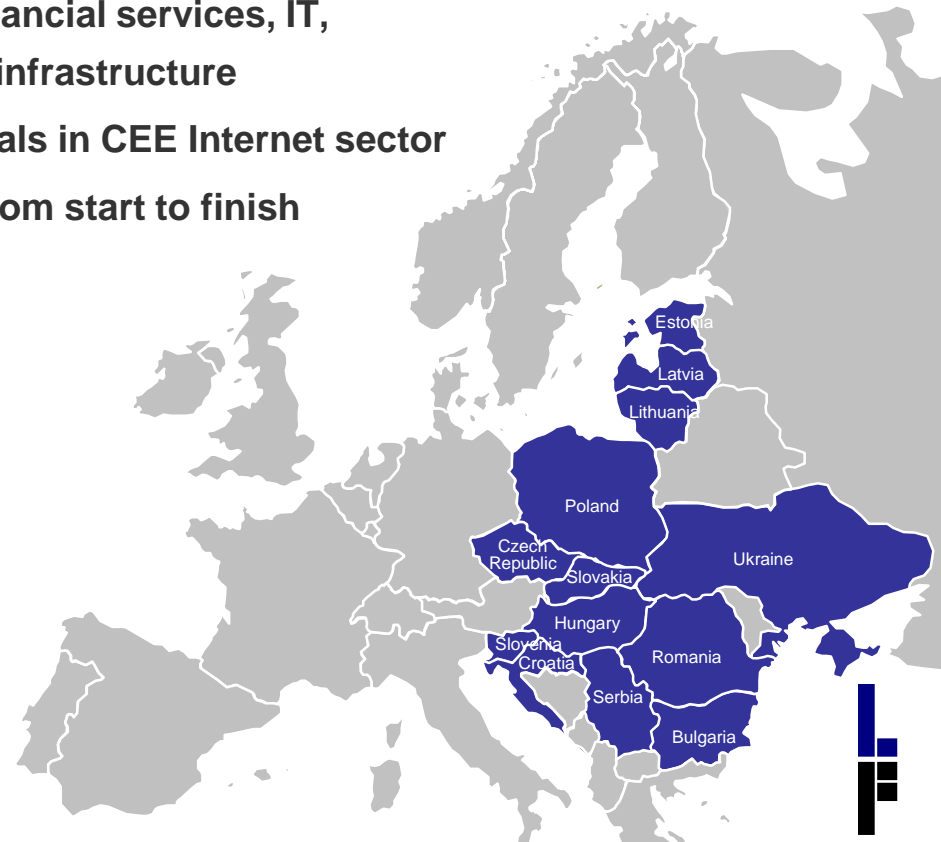 ancial services, IT,
infrastructure
als in CEE Internet sector
om start to finish
Estonia
Latvia
Lithuania
Poland
Czech
Republic
Slovakia
Ukraine
Hungary
Slovenia
Croatia
Romania
Serbia
Bulgaria